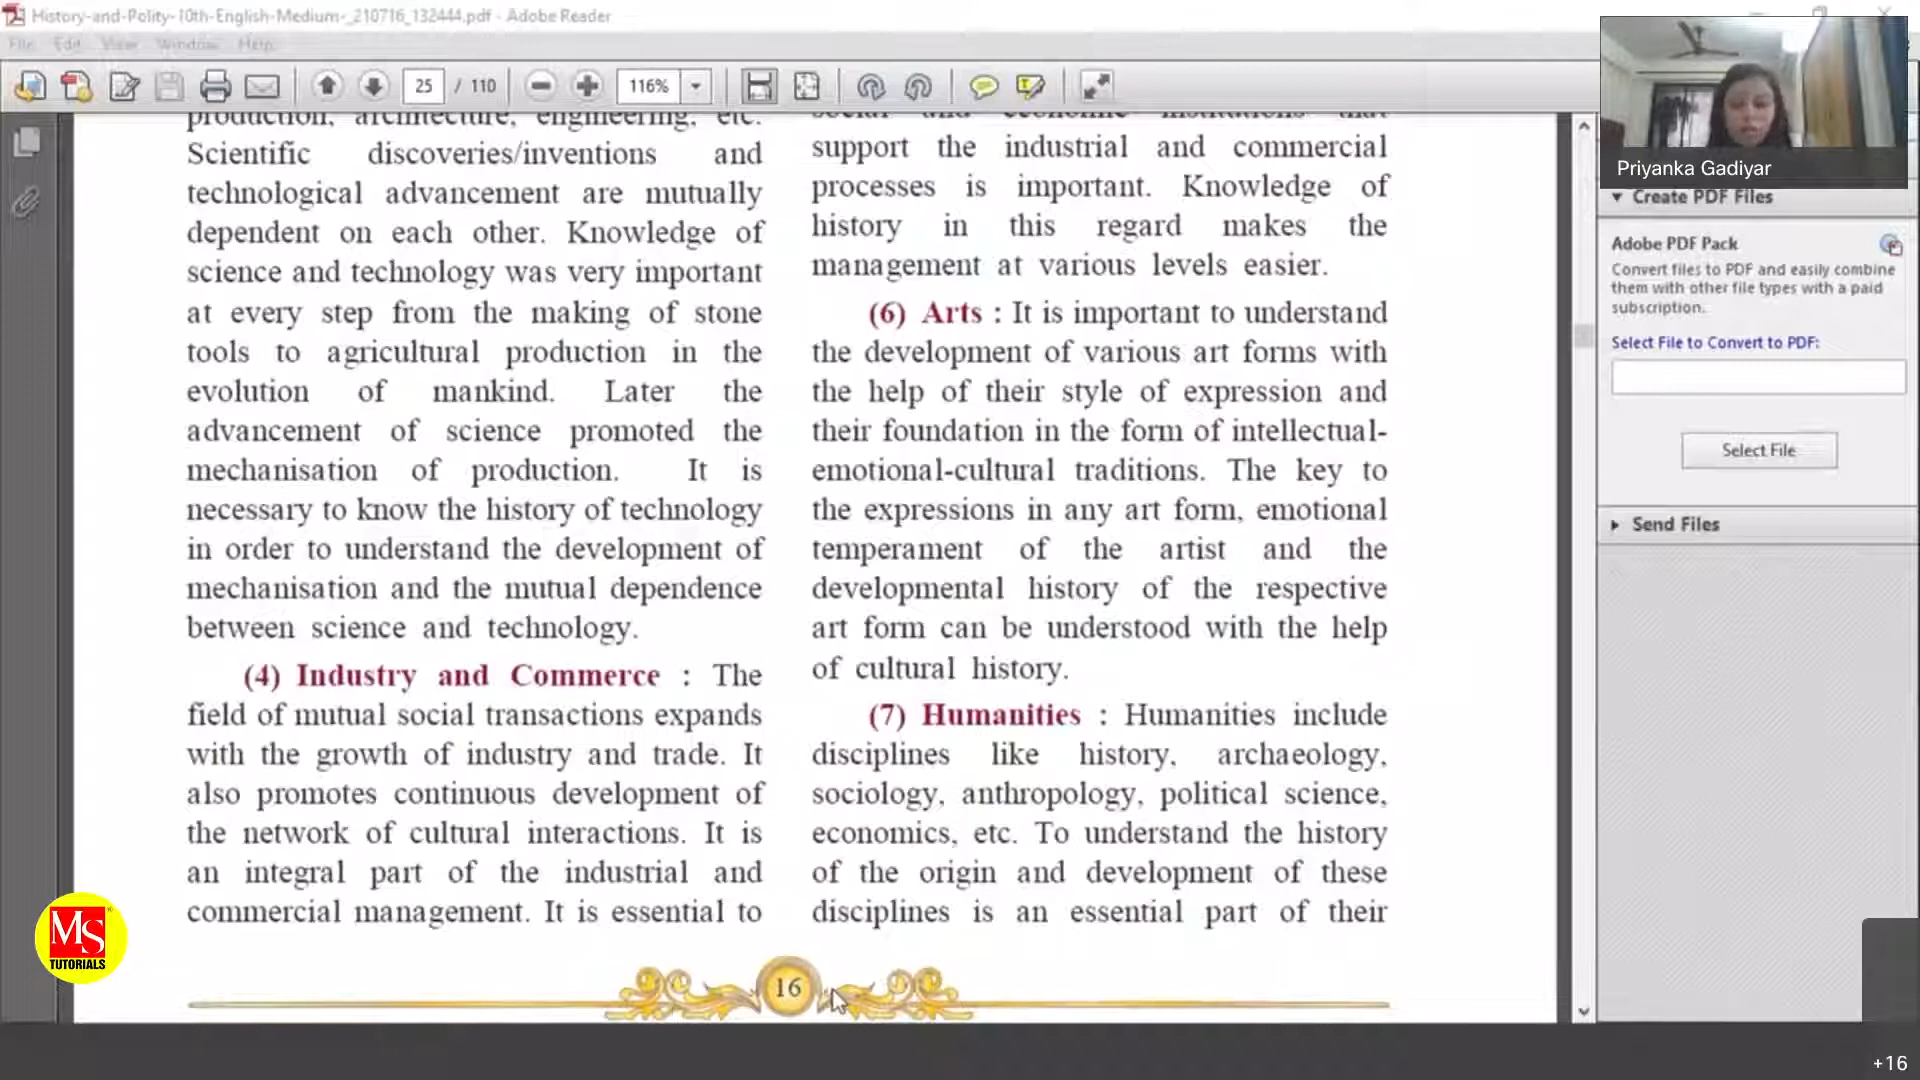 History-and-Polity-10th-English-Medium-_210716_132444.pdf - Adobe Reader
File Edit View Window Help
25 / 110 116%
production, architecture, engineering, etc.
Scientific discoveries/inventions and
technological advancement are mutually
dependent on each other. Knowledge of
science and technology was very important
at every step from the making of stone
tools to agricultural production in the
evolution of mankind. Later the
advancement of science promoted the
mechanisation of production. It is
necessary to know the history of technology
in order to understand the development of
mechanisation and the mutual dependence
between science and technology.
(4) Industry and Commerce : The
field of mutual social transactions expands
with the growth of industry and trade. It
also promotes continuous development of
the network of cultural interactions. It is
an integral part of the industrial and
commercial management. It is essential to
social and economic institutions that
support the industrial and commercial
processes is important. Knowledge of
history in this regard makes the
management at various levels easier.
(6) Arts : It is important to understand
the development of various art forms with
the help of their style of expression and
their foundation in the form of intellectual-
emotional-cultural traditions. The key to
the expressions in any art form, emotional
temperament of the artist and the
developmental history of the respective
art form can be understood with the help
of cultural history.
(7) Humanities : Humanities include
disciplines like history, archaeology,
sociology, anthropology, political science,
economics, etc. To understand the history
of the origin and development of these
disciplines is an essential part of their
16
Priyanka Gadiyar
Create PDF Files
Adobe PDF Pack
Convert files to PDF and easily combine
them with other file types with a paid
subscription.
Select File to Convert to PDF:
Select File
Send Files
MS
TUTORIALS
+16